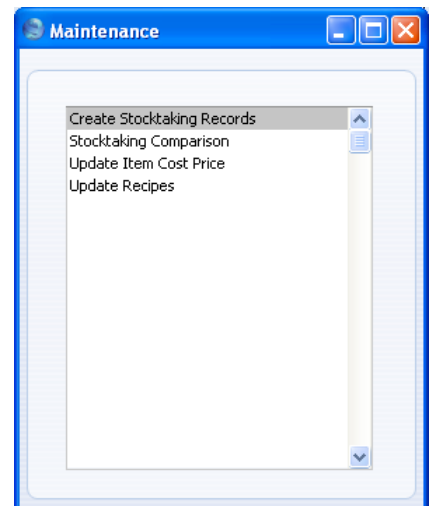 Maintenance
Create Stocktaking Records
Stocktaking Comparison
Update Item Cost Price
Update Recipes